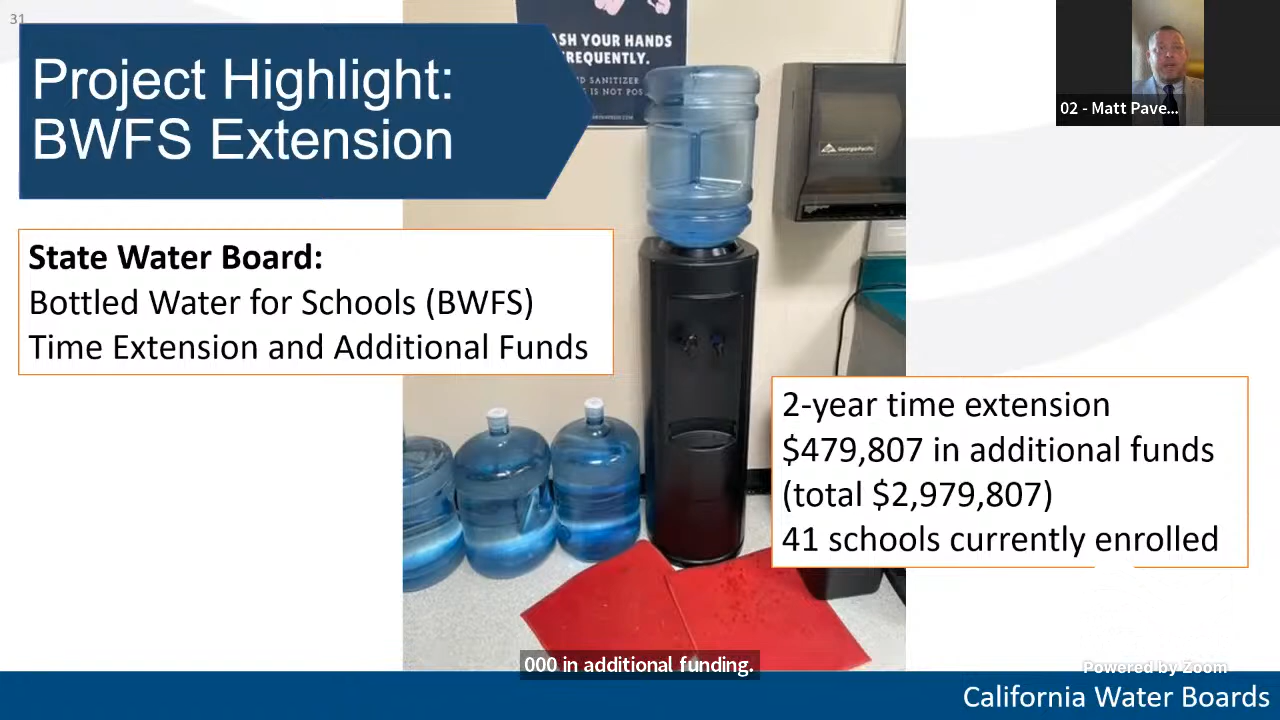 31
Project Highlight:
BWFS Extension
State Water Board:
Bottled Water for Schools (BWFS)
Time Extension and Additional Funds
ASH YOUR HANDS
FREQUENTLY.
D SANITIZER
IS NOT POS
GeorgiaPacific
02 - Matt Pave...
2-year time extension
$479,807 in additional funds
(total $2,979,807)
41 schools currently enrolled
000 in additional funding.
Powered by Zoom
California Water Boards